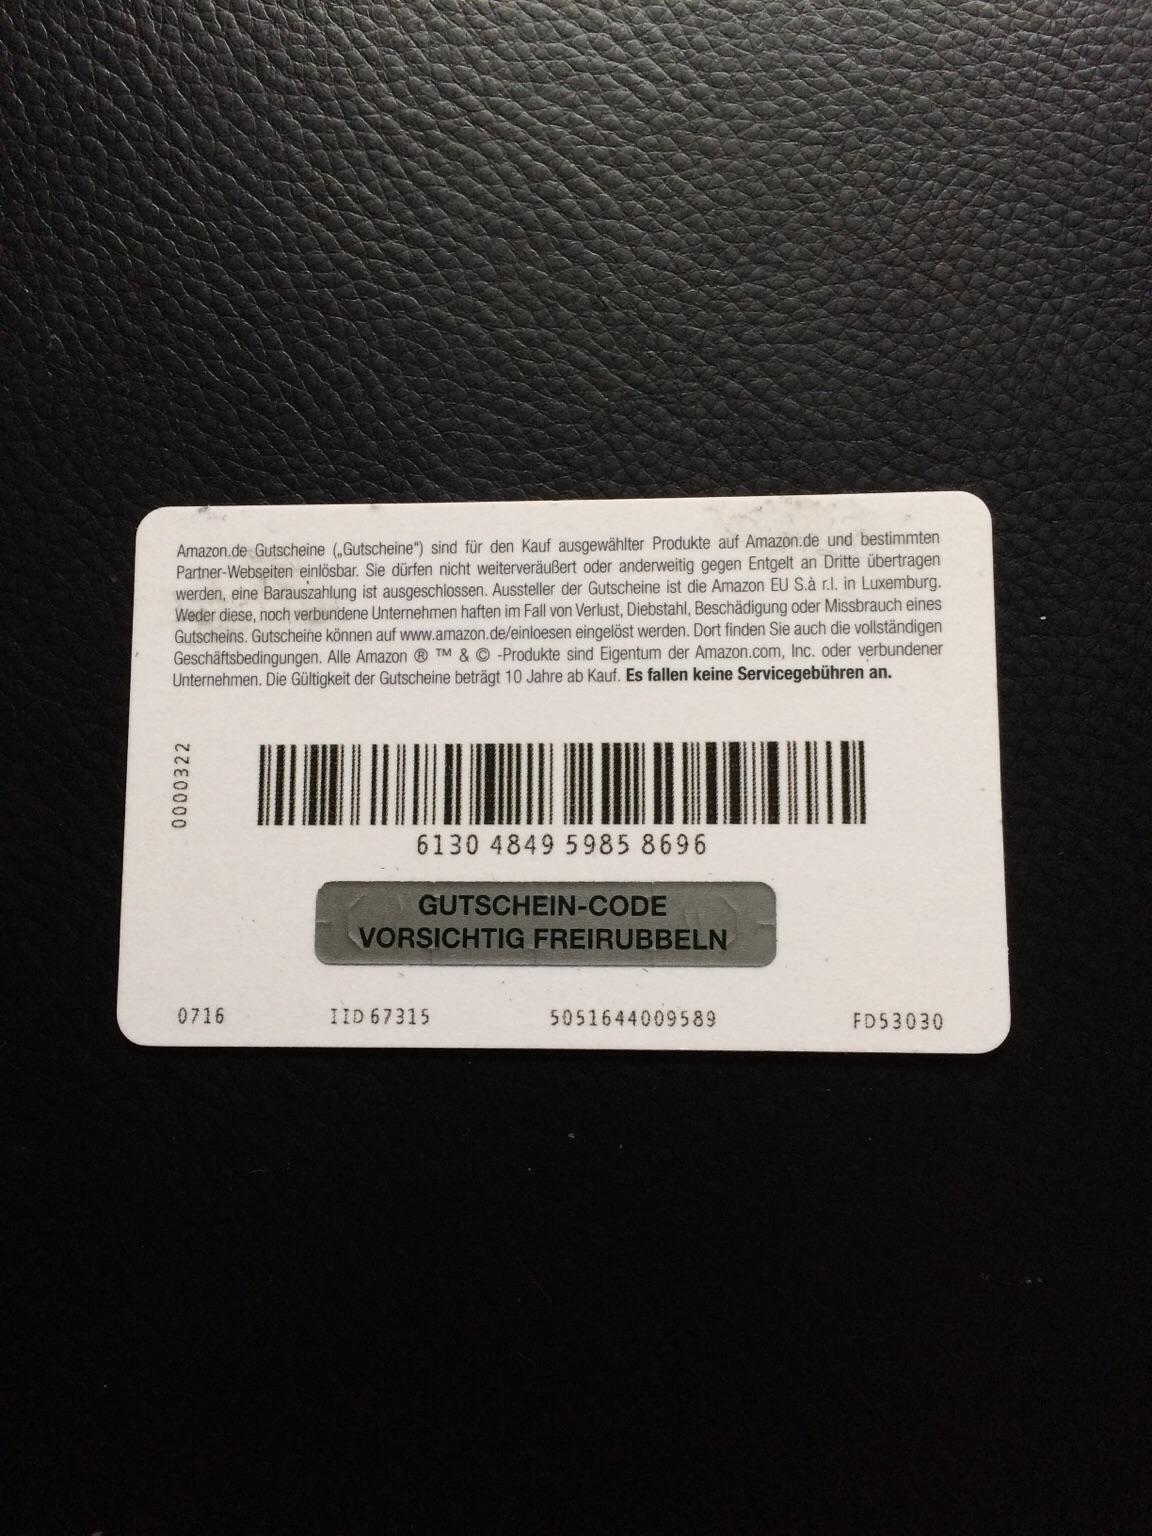 Amazon.de Gutscheine („Gutscheine“) sind für den Kauf ausgewählter Produkte auf Amazon.de und bestimmten
Partner-Webseiten einlösbar. Sie dürfen nicht weiterveräußert oder anderweitig gegen Entgelt an Dritte übertragen
werden, eine Barauszahlung ist ausgeschlossen. Aussteller der Gutscheine ist die Amazon EU S.à r.l. in Luxemburg.
Weder diese, noch verbundene Unternehmen haften im Fall von Verlust, Diebstahl, Beschädigung oder Missbrauch eines
Gutscheins. Gutscheine können auf www.amazon.de/einloesen eingelöst werden. Dort finden Sie auch die vollständigen
Geschäftsbedingungen. Alle Amazon ® ™ & © -Produkte sind Eigentum der Amazon.com, Inc. oder verbundener
Unternehmen. Die Gültigkeit der Gutscheine beträgt 10 Jahre ab Kauf. Es fallen keine Servicegebühren an.
0000322
6130 4849 5985 8696
GUTSCHEIN-CODE
VORSICHTIG FREIRUBBELN
0716 IID 67315 5051644009589 FD53030